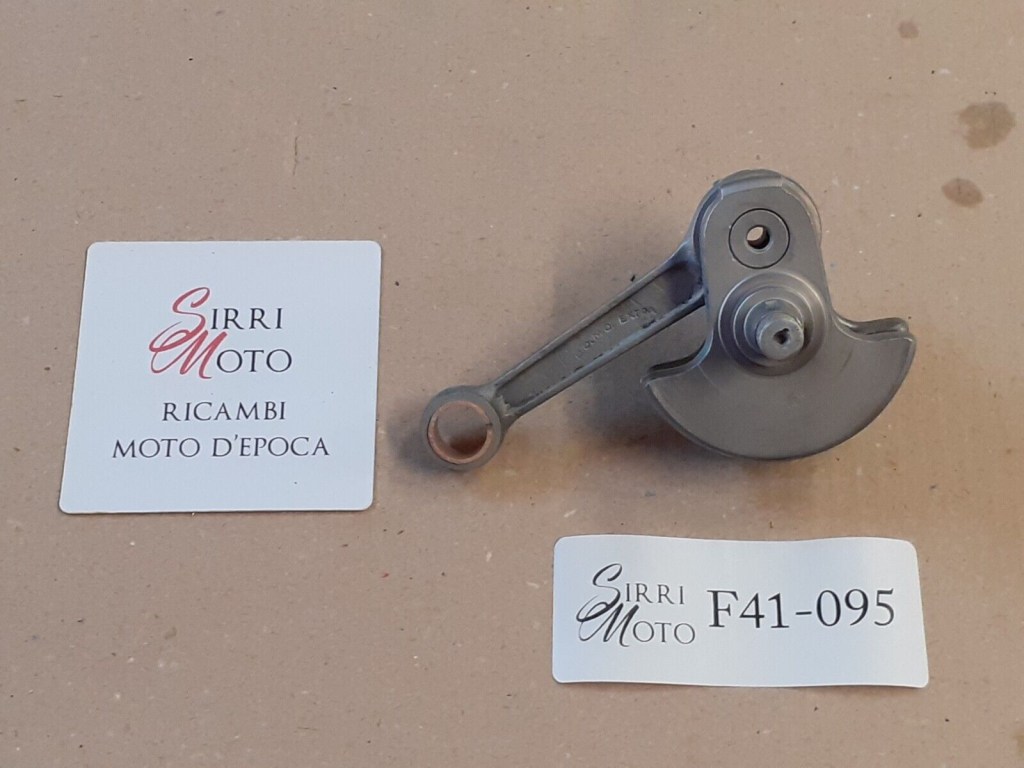 SIRRI
MOTO
RICAMBI
MOTO D'EPOCA
SIRRI
MOTO
F41-095